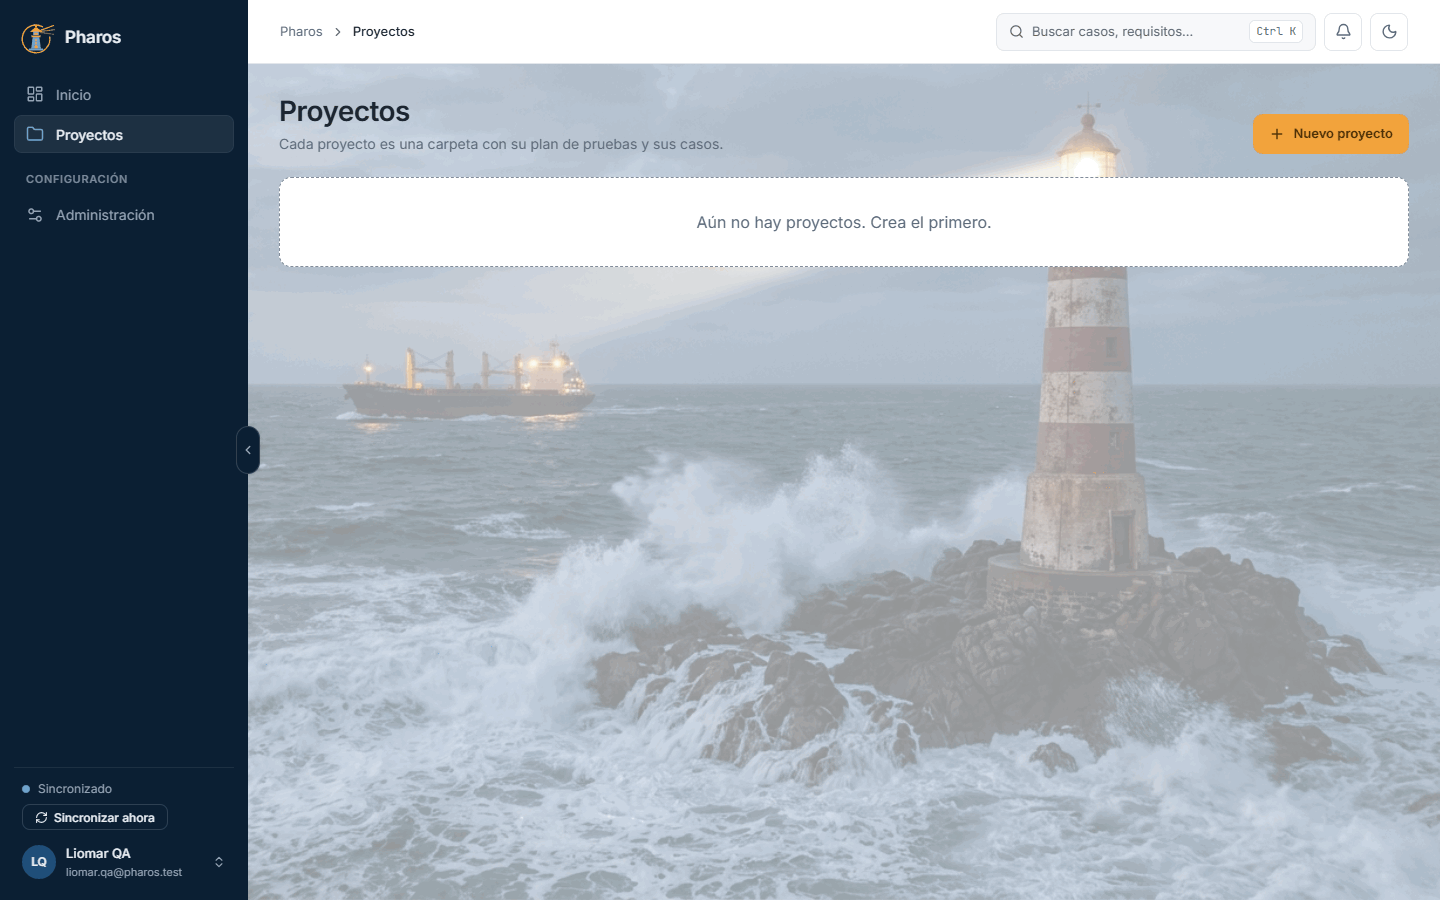 Pharos
Inicio
Proyectos
CONFIGURACIÓN
Administración
Sincronizado
Sincronizar ahora
LQ
Liomar QA
liomar.qa@pharos.test
Pharos > Proyectos
Buscar casos, requisitos...
Ctrl K
Proyectos
Cada proyecto es una carpeta con su plan de pruebas y sus casos.
+ Nuevo proyecto
Aún no hay proyectos. Crea el primero.